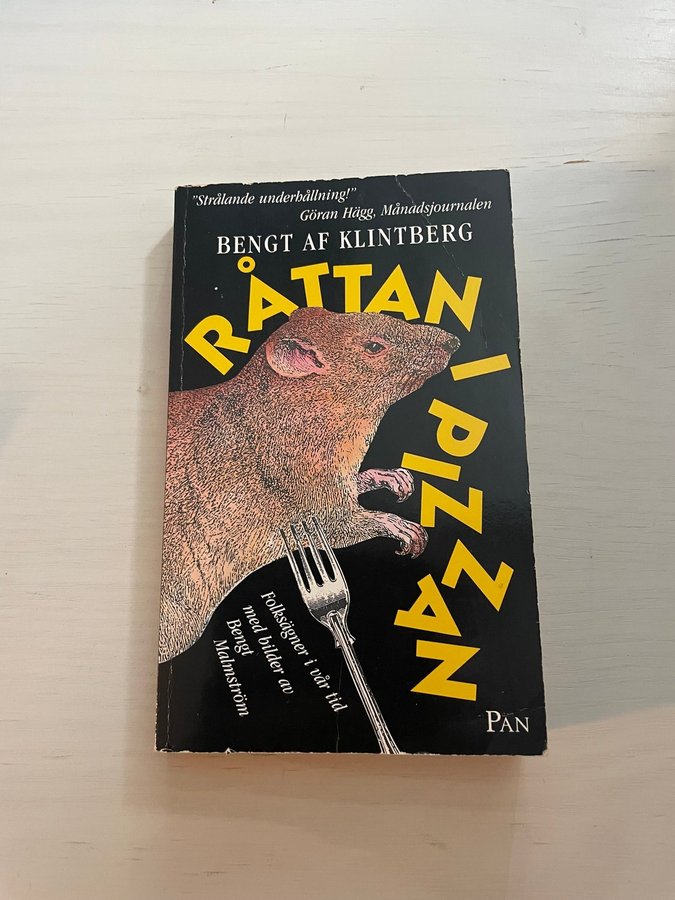 "Strålande underhållning!"
Göran Hägg, Månadsjournalen
BENGT AF KLINTBERG
RÅTTAN I PIZZAN
Folksägner i vår tid
med bilder av
Bengt
Malmström
PAN